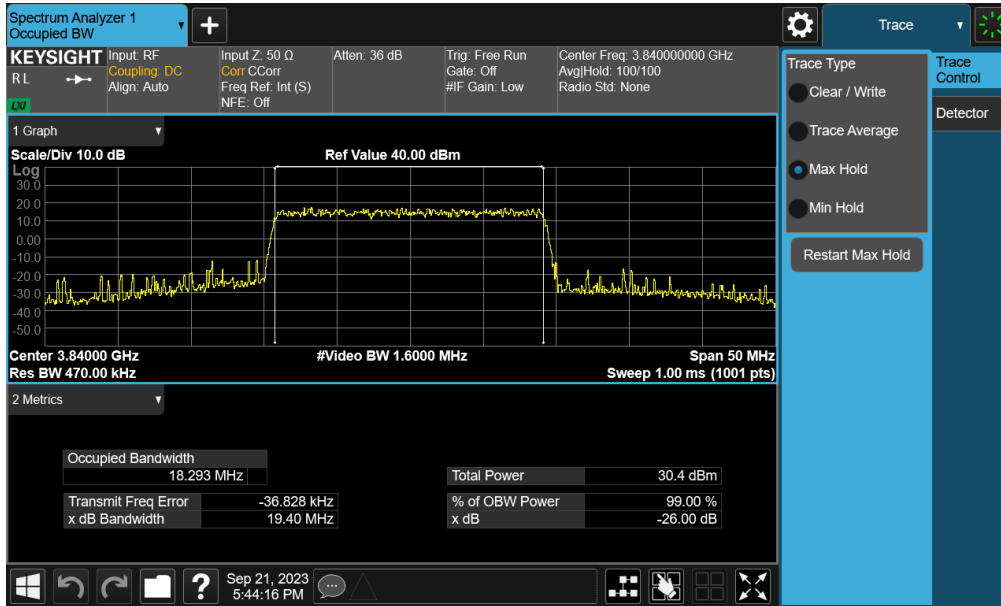 Spectrum Analyzer 1
Occupied BW
+
Trace
KEYSIGHT
R L
LXI
Input: RF
Coupling: DC
Align: Auto
Input Z: 50 Ω
Corr CCorr
Freq Ref: Int (S)
NFE: Off
Atten: 36 dB
Trig: Free Run
Gate: Off
#IF Gain: Low
Center Freq: 3.840000000 GHz
Avg|Hold: 100/100
Radio Std: None
Trace Type
Clear / Write
Trace Average
Max Hold
Min Hold
Restart Max Hold
Trace
Control
Detector
1 Graph
Scale/Div 10.0 dB
Ref Value 40.00 dBm
Log
30.0
20.0
10.0
0.00
-10.0
-20.0
-30.0
-40.0
-50.0
Center 3.84000 GHz
#Video BW 1.6000 MHz
Span 50 MHz
Res BW 470.00 kHz
Sweep 1.00 ms (1001 pts)
2 Metrics
Occupied Bandwidth
18.293 MHz
Total Power 30.4 dBm
Transmit Freq Error -36.828 kHz
% of OBW Power 99.00 %
x dB Bandwidth 19.40 MHz
x dB -26.00 dB
?
Sep 21, 2023
5:44:16 PM